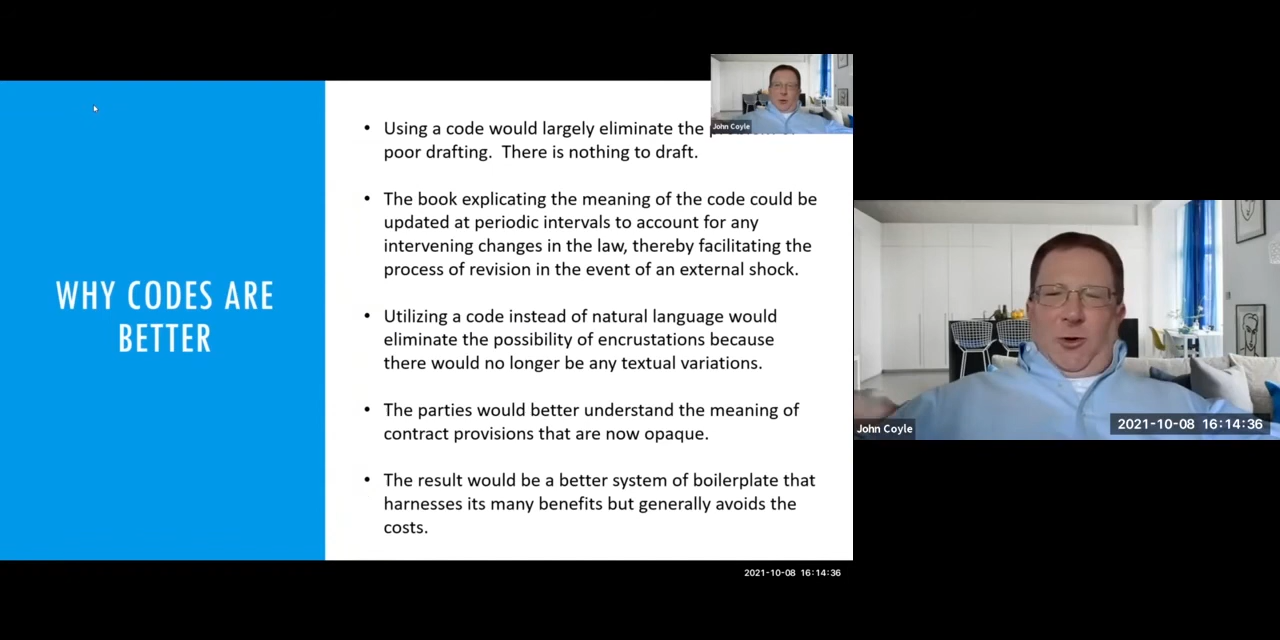 WHY CODES ARE
BETTER
• Using a code would largely eliminate the
poor drafting.  There is nothing to draft.
• The book explicating the meaning of the code could be
updated at periodic intervals to account for any
intervening changes in the law, thereby facilitating the
process of revision in the event of an external shock.
• Utilizing a code instead of natural language would
eliminate the possibility of encrustations because
there would no longer be any textual variations.
• The parties would better understand the meaning of
contract provisions that are now opaque.
• The result would be a better system of boilerplate that
harnesses its many benefits but generally avoids the
costs.
John Coyle
2021-10-08 16:14:36
John Coyle
2021-10-08 16:14:36